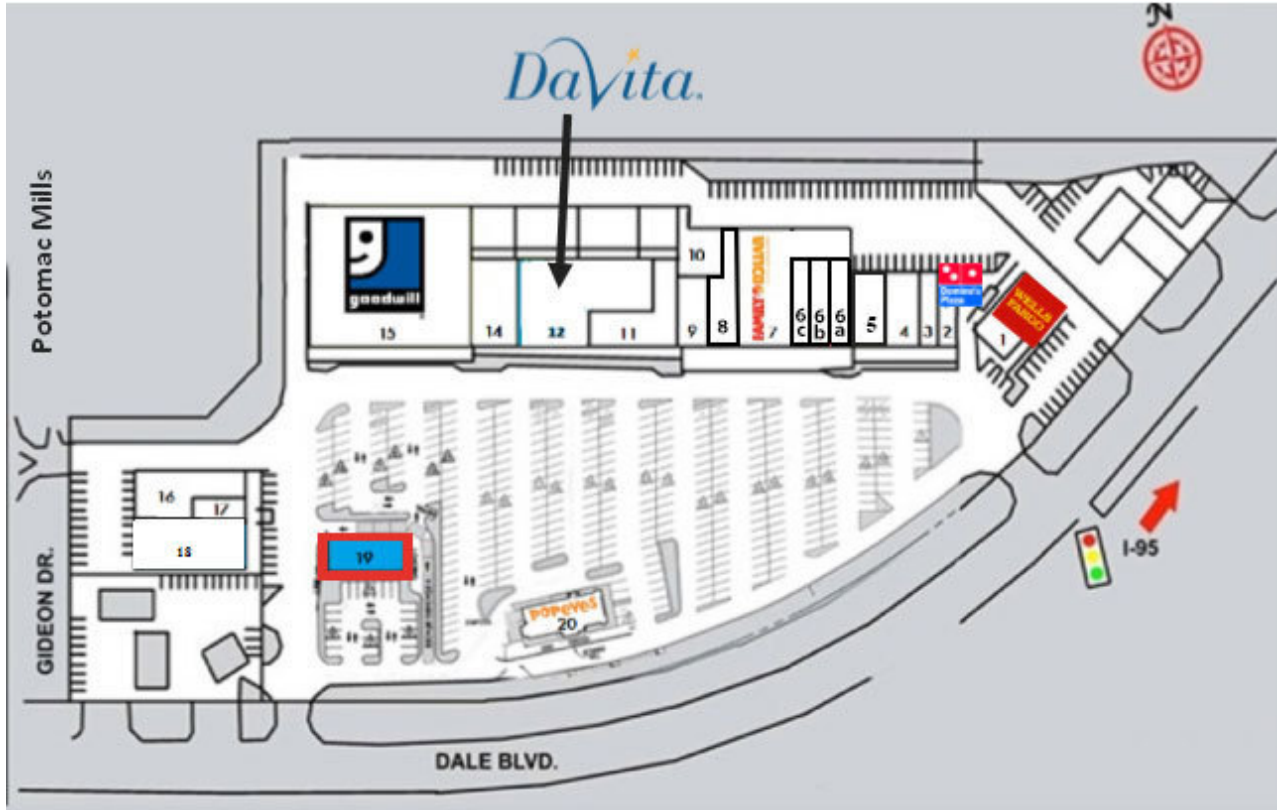 N
DaVita.
Potomac Mills
goodwill
15
14
12
11
10
9
8
FAMILY DOLLAR
7
6c
6b
6a
5
4
3
2
Domino's
Pizza
WELLS
FARGO
1
16
17
18
19
POPEYES
20
I-95
GIDEON DR.
DALE BLVD.